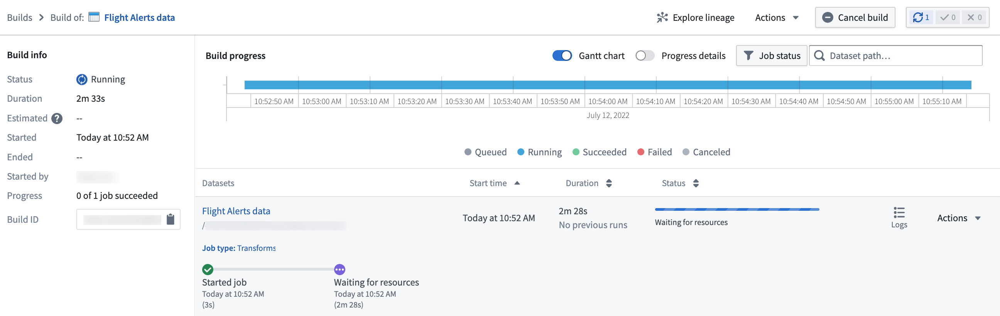 Builds > Build of: Flight Alerts data
Explore lineage Actions Cancel build 1 0 0
Build info
Status Running
Duration 2m 33s
Estimated ? --
Started Today at 10:52 AM
Ended --
Started by
Progress 0 of 1 job succeeded
Build ID
Build progress Gantt chart Progress details Job status Dataset path...
10:52:50 AM 10:53:00 AM 10:53:10 AM 10:53:20 AM 10:53:30 AM 10:53:40 AM 10:53:50 AM 10:54:00 AM 10:54:10 AM 10:54:20 AM 10:54:30 AM 10:54:40 AM 10:54:50 AM 10:55:00 AM 10:55:10 AM
July 12, 2022
Queued Running Succeeded Failed Canceled
Datasets Start time Duration Status
Flight Alerts data
/
Today at 10:52 AM
2m 28s
No previous runs
Waiting for resources
Logs
Actions
Job type: Transforms
Started job
Today at 10:52 AM
(3s)
Waiting for resources
Today at 10:52 AM
(2m 28s)